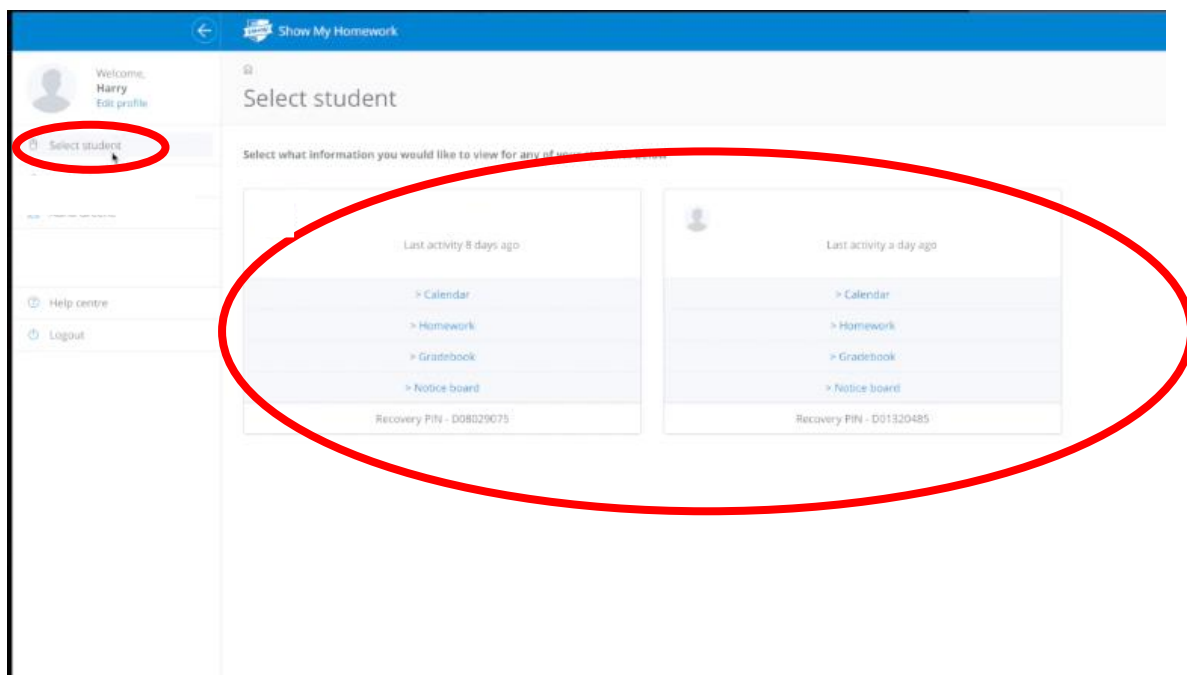 Show My Homework
Welcome,
Harry
Edit profile
Select student
Help centre
Logout
Select student
Select what information you would like to view for any of your
Last activity 8 days ago
> Calendar
> Homework
> Gradebook
> Notice board
Recovery PIN - D08029075
Last activity a day ago
> Calendar
> Homework
> Gradebook
> Notice board
Recovery PIN - D01320485